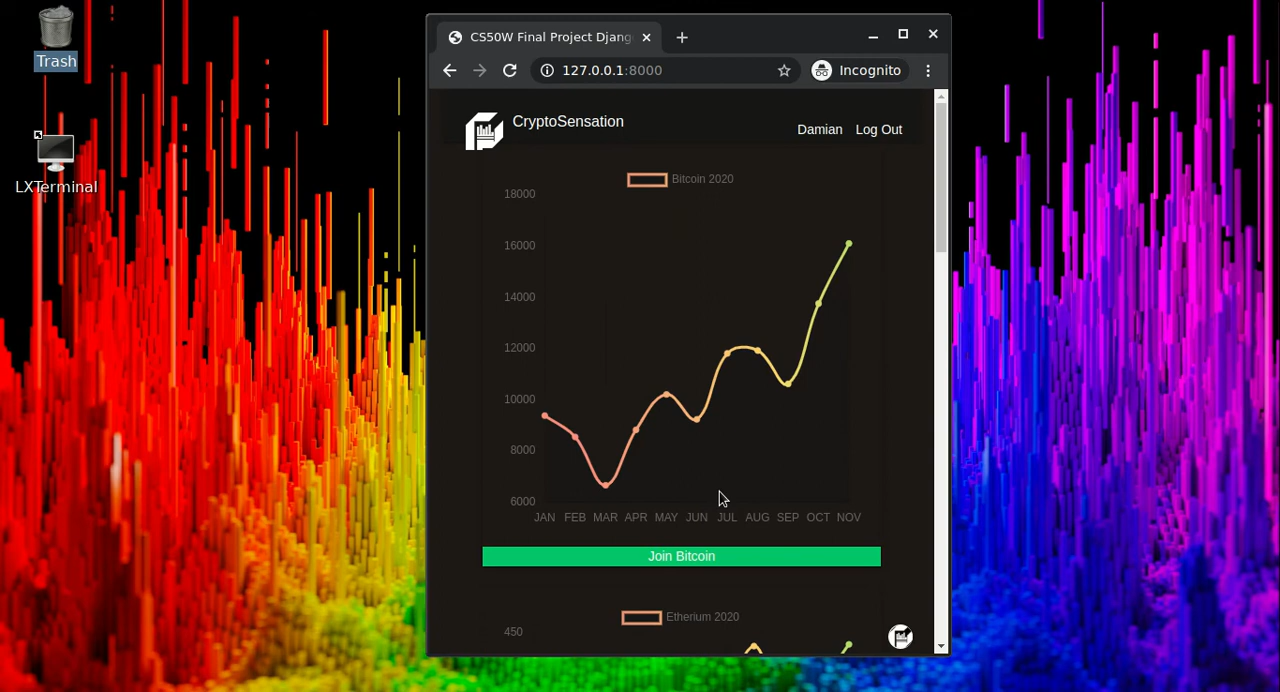 Trash
LXTerminal
CS50W Final Project Djang
127.0.0.1:8000
Incognito
CryptoSensation
Damian
Log Out
Bitcoin 2020
18000
16000
14000
12000
10000
8000
6000
JAN FEB MAR APR MAY JUN JUL AUG SEP OCT NOV
Join Bitcoin
Etherium 2020
450